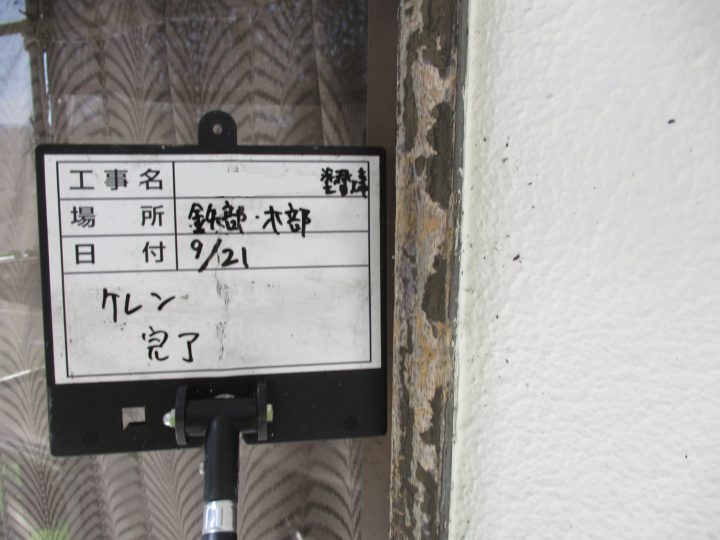 工事名 塗替工事
場所 鉄部・木部
日付 9/21
ケレン
完了